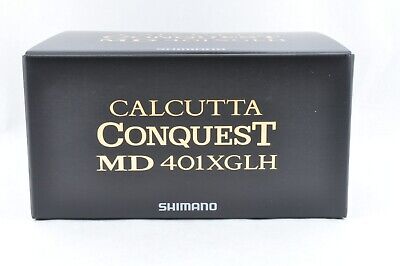 CALCUTTA
CONQUEST
MD 401XGLH
SHIMANO